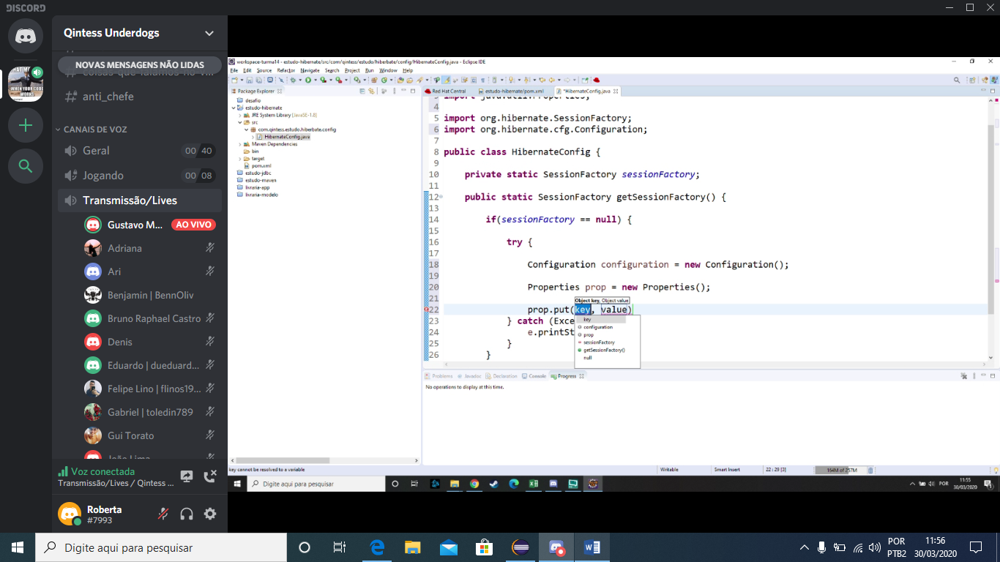 DISCORD
Qintess Underdogs
NOVAS MENSAGENS NÃO LIDAS
anti_chefe
CANAIS DE VOZ
Geral 00 40
Jogando 00 08
Transmissão/Lives
Gustavo M... AO VIVO
Adriana
Ari
Benjamin | BennOliv
Bruno Raphael Castro
Denis
Eduardo | dueduard...
Felipe Lino | flinos19...
Gabriel | toledin789
Gui Torato
João Lima
Voz conectada
Transmissão/Lives / Qintess ...
Roberta
#7993
workspace-turma14 - estudo-hibernate/src/com/qintess/estudo/hiberbate/config/HibernateConfig.java - Eclipse IDE
File Edit Source Refactor Navigate Search Project Run Window Help
Package Explorer
desafio
estudo-hibernate
JRE System Library [JavaSE-1.8]
src
com.qintess.estudo.hiberbate.config
HibernateConfig.java
Maven Dependencies
bin
target
pom.xml
estudo-jdbc
estudo-maven
livraria-app
livraria-modelo
Red Hat Central estudo-hibernate/pom.xml *HibernateConfig.java
3 import java.util.Properties;
4
5 import org.hibernate.SessionFactory;
6 import org.hibernate.cfg.Configuration;
7
8 public class HibernateConfig {
9
10 private static SessionFactory sessionFactory;
11
12 public static SessionFactory getSessionFactory() {
13
14 if(sessionFactory == null) {
15
16 try {
17
18 Configuration configuration = new Configuration();
19
20 Properties prop = new Properties();
21
Object key, Object value
22 prop.put(key, value)
23 } catch (Exce
24 e.printSt
25 }
26 }
key
configuration
prop
sessionFactory
getSessionFactory()
null
Problems Javadoc Declaration Console Progress
No operations to display at this time.
key cannot be resolved to a variable
Writable Smart Insert 22 : 29 [3] 164M of 257M
Digite aqui para pesquisar
POR
11:55
30/03/2020
Digite aqui para pesquisar
POR
PTB2
11:56
30/03/2020